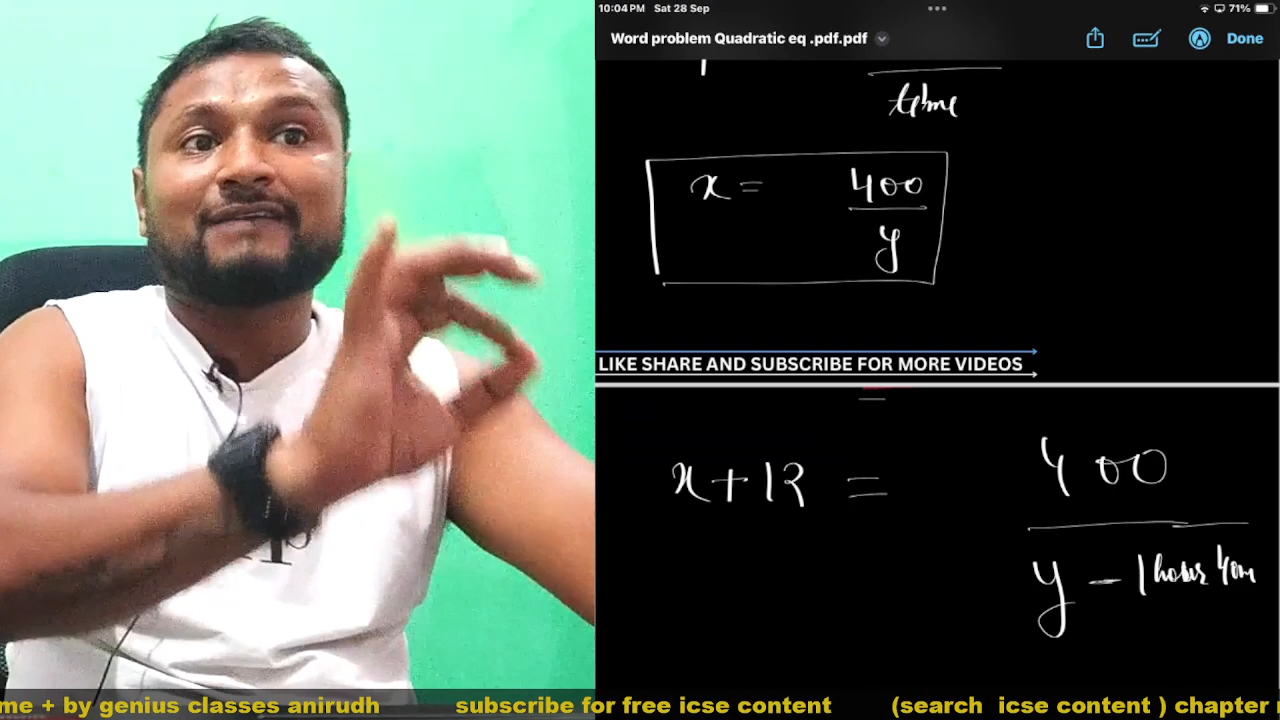 10:04 PM Sat 28 Sep 71%
Word problem Quadratic eq .pdf.pdf Done
time
x = 400
y
LIKE SHARE AND SUBSCRIBE FOR MORE VIDEOS
x+12 = 400
y - 1 hours 40m
me + by genius classes anirudh subscribe for free icse content (search icse content ) chapter